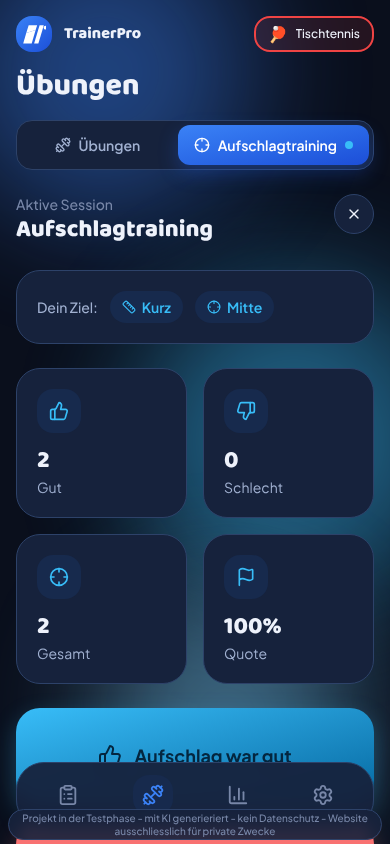 TrainerPro
Tischtennis
Übungen
Übungen
Aufschlagtraining
Aktive Session
Aufschlagtraining
Dein Ziel:
Kurz
Mitte
2
Gut
0
Schlecht
2
Gesamt
100%
Quote
Aufschlag war gut
Projekt in der Testphase – mit KI generieriert – kein Datenschutz – Website
ausschliesslich für private Zwecke